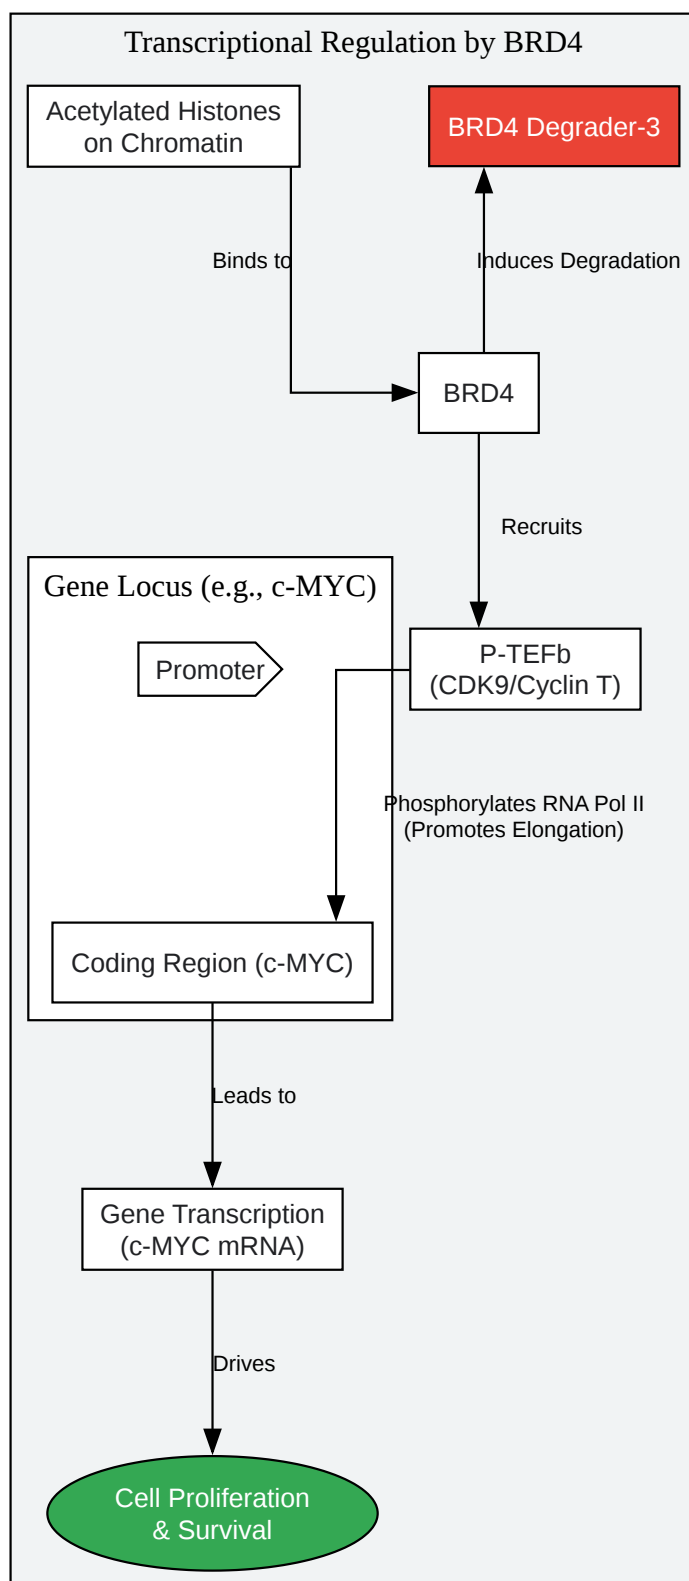 Transcriptional Regulation by BRD4
Acetylated Histones
on Chromatin
BRD4 Degrader-3
Binds to
Induces Degradation
BRD4
Recruits
Gene Locus (e.g., c-MYC)
Promoter
P-TEFb
(CDK9/Cyclin T)
Phosphorylates RNA Pol II
(Promotes Elongation)
Coding Region (c-MYC)
Leads to
Gene Transcription
(c-MYC mRNA)
Drives
Cell Proliferation
& Survival